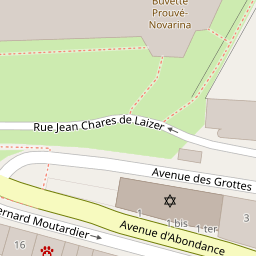 Buvette
Prouvé-
Novarina
Rue Jean Chares de Laizer
Avenue des Grottes
1
1 bis
1 ter
Avenue d'Abondance
ernard Moutardier
16